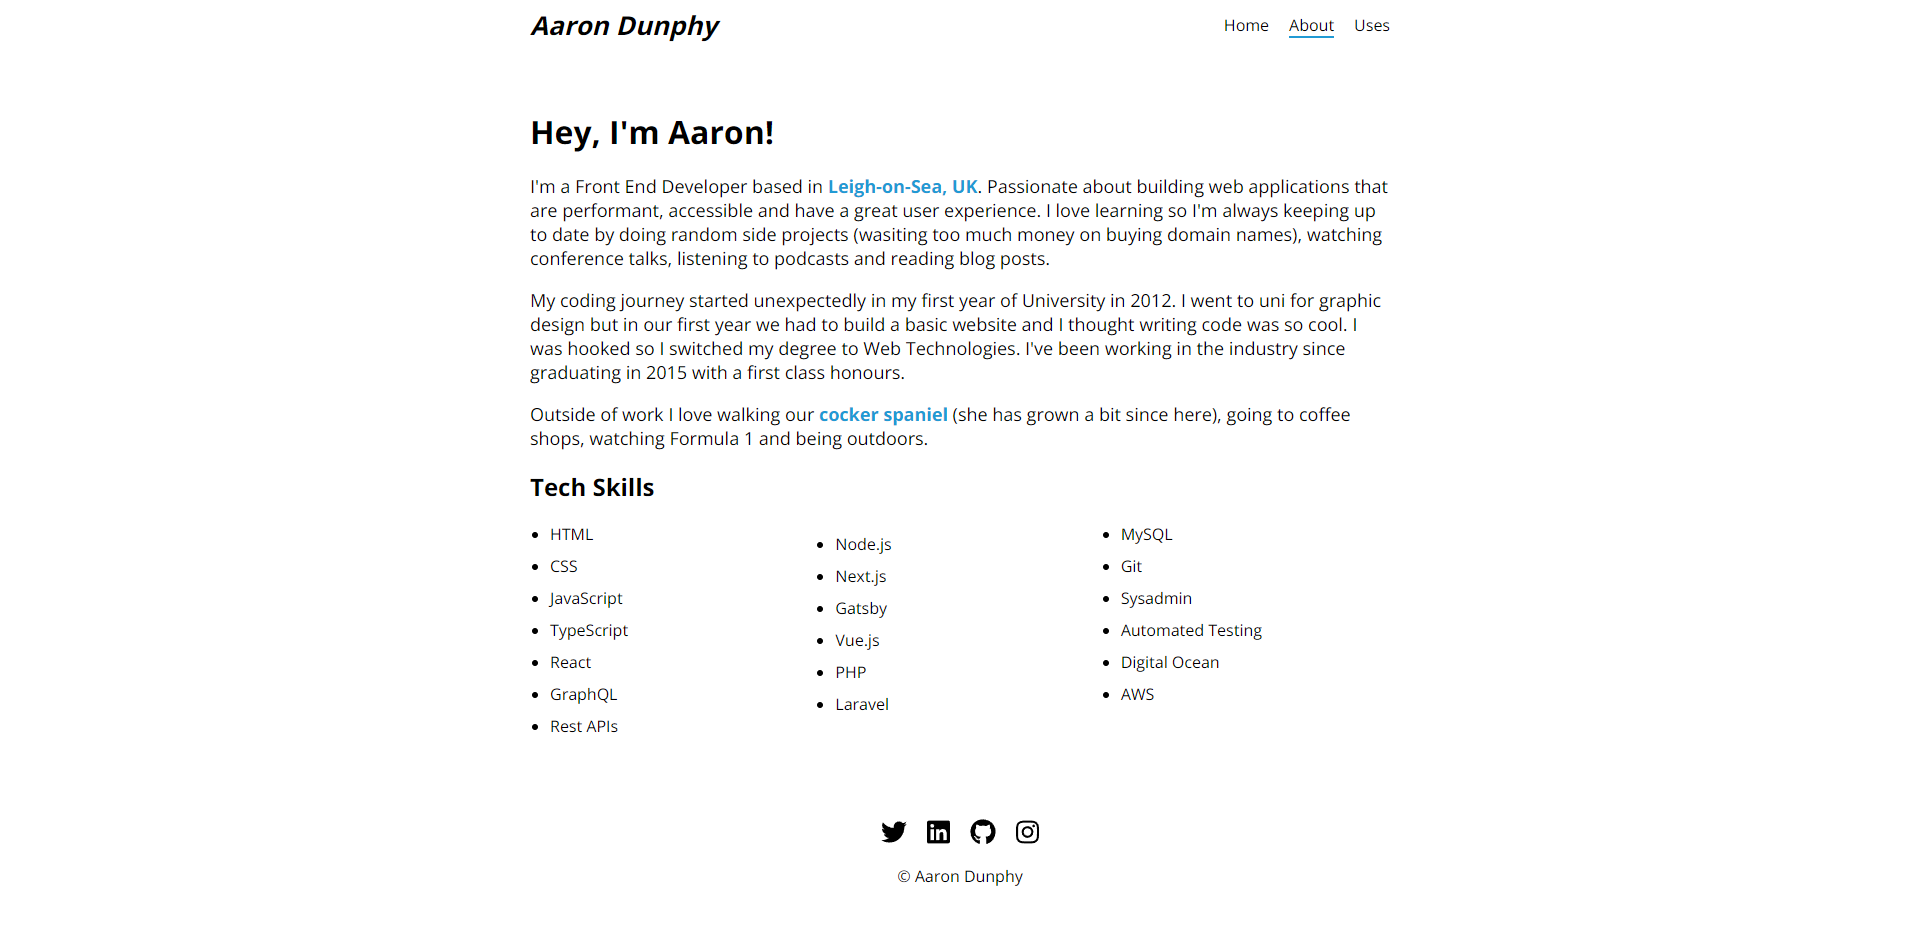 Aaron Dunphy
Home About Uses
Hey, I'm Aaron!
I'm a Front End Developer based in Leigh-on-Sea, UK. Passionate about building web applications that
are performant, accessible and have a great user experience. I love learning so I'm always keeping up
to date by doing random side projects (wasiting too much money on buying domain names), watching
conference talks, listening to podcasts and reading blog posts.
My coding journey started unexpectedly in my first year of University in 2012. I went to uni for graphic
design but in our first year we had to build a basic website and I thought writing code was so cool. I
was hooked so I switched my degree to Web Technologies. I've been working in the industry since
graduating in 2015 with a first class honours.
Outside of work I love walking our cocker spaniel (she has grown a bit since here), going to coffee
shops, watching Formula 1 and being outdoors.
Tech Skills
HTML
CSS
JavaScript
TypeScript
React
GraphQL
Rest APIs
Node.js
Next.js
Gatsby
Vue.js
PHP
Laravel
MySQL
Git
Sysadmin
Automated Testing
Digital Ocean
AWS
© Aaron Dunphy